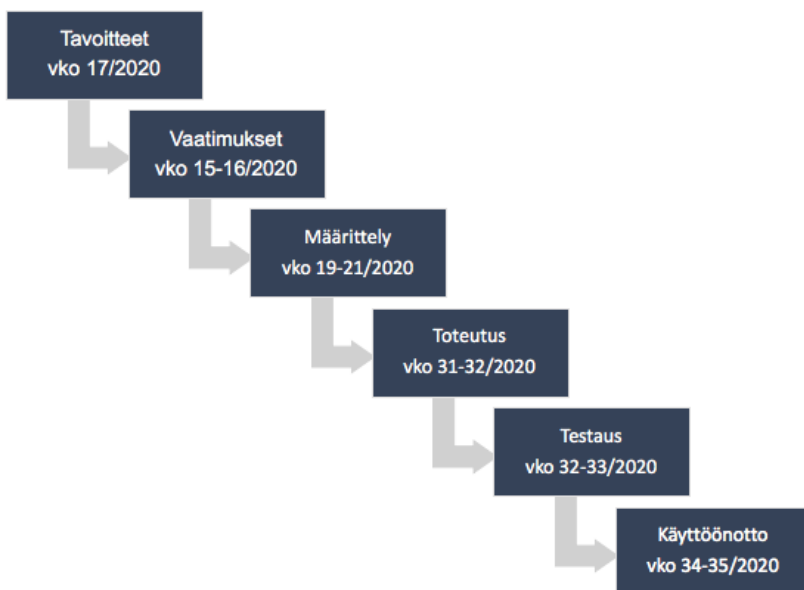 Tavoitteet
vko 17/2020
Vaatimukset
vko 15-16/2020
Määrittely
vko 19-21/2020
Toteutus
vko 31-32/2020
Testaus
vko 32-33/2020
Käyttöönotto
vko 34-35/2020